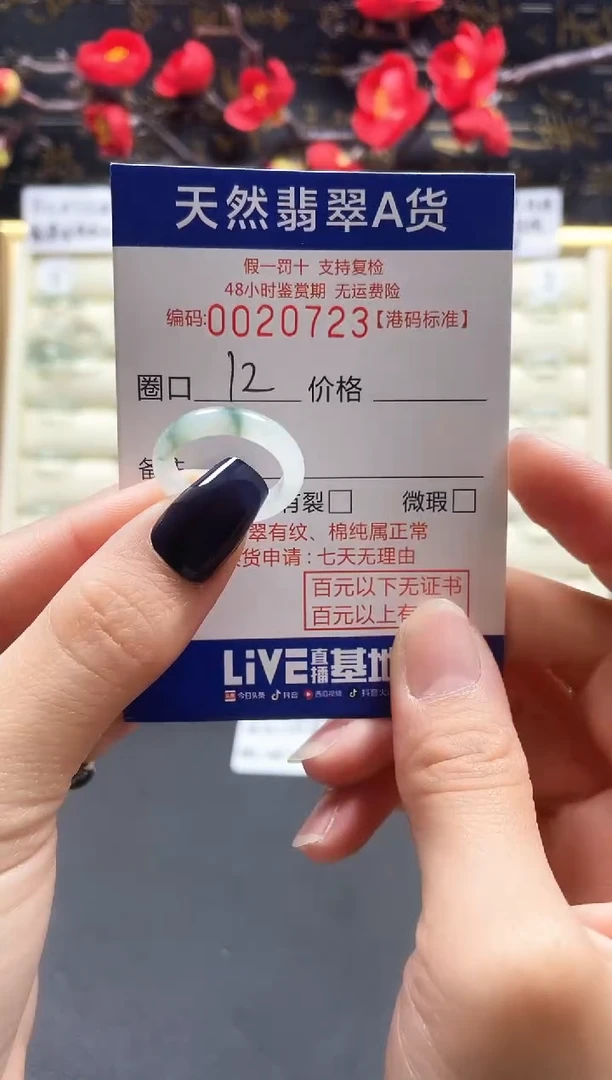 天然翡翠A货
假一罚十 支持复检
48小时鉴赏期 无运费险
编码:0020723【港码标准】
圈口 12 价格
有裂□ 微瑕□
翠有纹、棉纯属正常
货申请:七天无理由
百元以下无证书
百元以上有
LiVE直播基地
今日头条 抖音 西瓜视频 抖音火